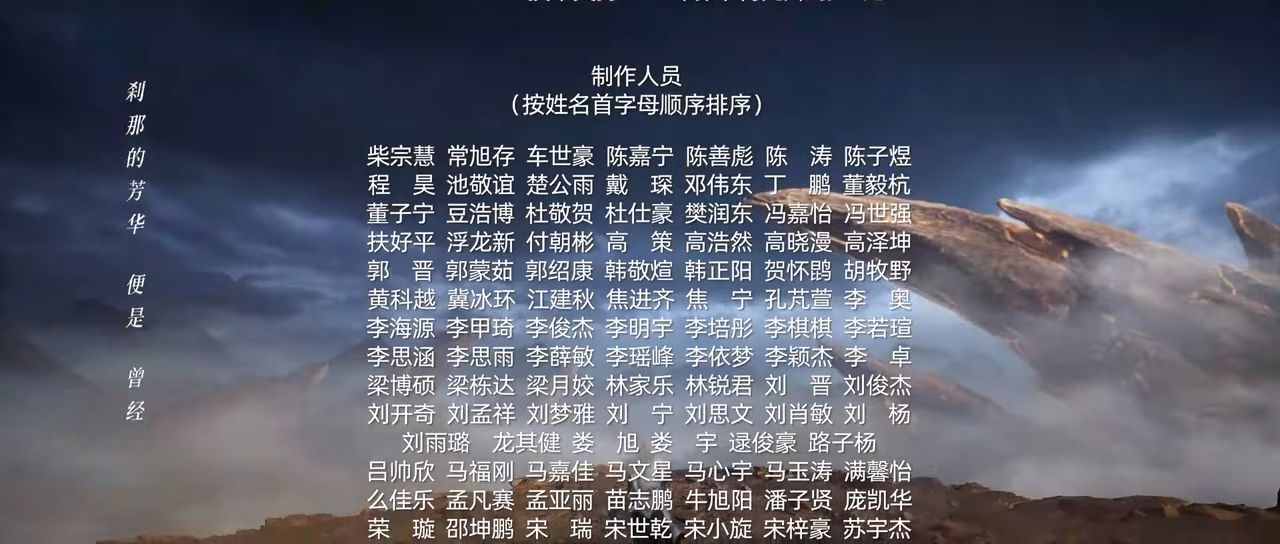 制作人员
（按姓名首字母顺序排序）
柴宗慧 常旭存 车世豪 陈嘉宁 陈善彪 陈　涛 陈子煜
程　昊 池敬谊 楚公雨 戴　琛 邓伟东 丁　鹏 董毅杭
董子宁 豆浩博 杜敬贺 杜仕豪 樊润东 冯嘉怡 冯世强
扶好平 浮龙新 付朝彬 高　策 高浩然 高晓漫 高泽坤
郭　晋 郭蒙茹 郭绍康 韩敬煊 韩正阳 贺怀鹍 胡牧野
黄科越 冀冰环 江建秋 焦进齐 焦　宁 孔芃萱 李　奥
李海源 李甲琦 李俊杰 李明宇 李培彤 李棋棋 李若瑄
李思涵 李思雨 李薛敏 李瑶峰 李依梦 李颖杰 李　卓
梁博硕 梁栋达 梁月姣 林家乐 林锐君 刘　晋 刘俊杰
刘开奇 刘孟祥 刘梦雅 刘　宁 刘思文 刘肖敏 刘　杨
刘雨璐　龙其健 娄　旭 娄　宇 逯俊豪 路子杨
吕帅欣 马福刚 马嘉佳 马文星 马心宇 马玉涛 满馨怡
么佳乐 孟凡赛 孟亚丽 苗志鹏 牛旭阳 潘子贤 庞凯华
荣　璇 邵坤鹏 宋　瑞 宋世乾 宋小旋 宋梓豪 苏宇杰
刹那的芳华 便是 曾经